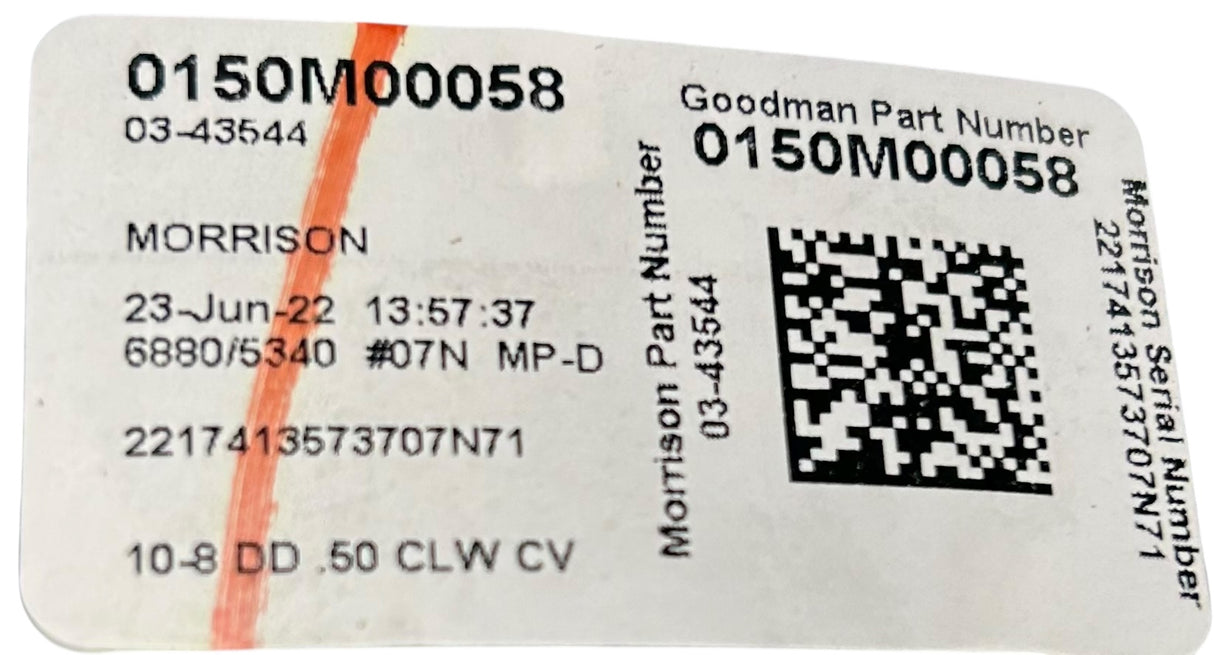 0150M00058
03-43544
MORRISON
23-Jun-22 13:57:37
6880/5340 #07N MP-D
2217413573707N71
10-8 DD .50 CLW CV
Morrison Part Number
03-43544
Goodman Part Number
0150M00058
Morrison Serial Number
2217413573707N71